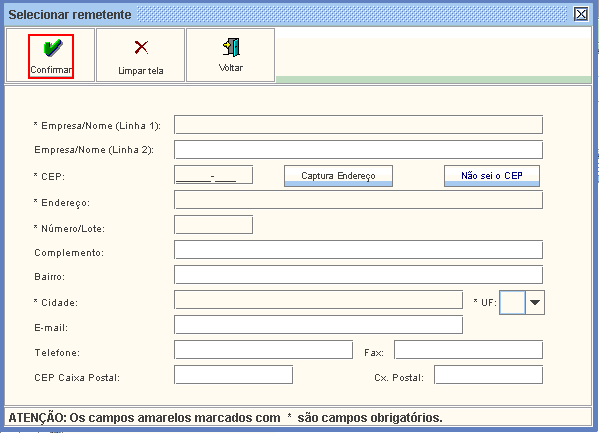 Selecionar remetente
Confirmar
Limpar tela
Voltar
* Empresa/Nome (Linha 1):
Empresa/Nome (Linha 2):
* CEP: ______-___ Captura Endereço Não sei o CEP
* Endereço:
* Número/Lote:
Complemento:
Bairro:
* Cidade: * UF:
E-mail:
Telefone: Fax:
CEP Caixa Postal: Cx. Postal:
ATENÇÃO: Os campos amarelos marcados com * são campos obrigatórios.